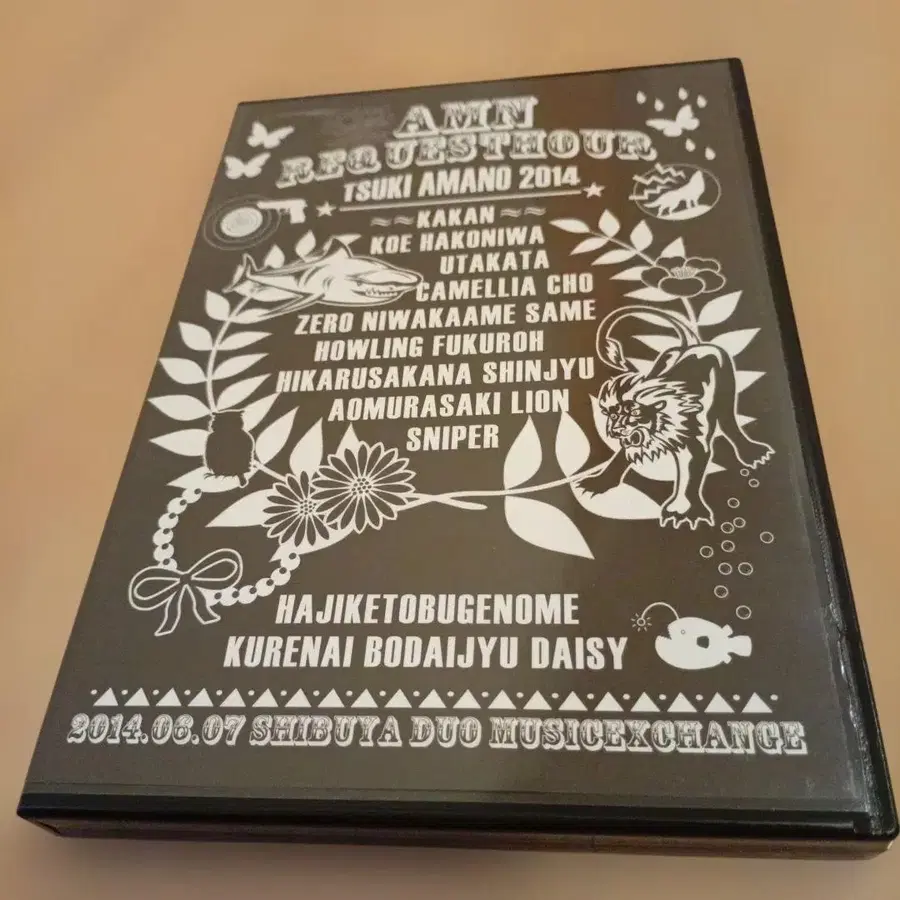 AMN
REQUESTHOUR
TSUKI AMANO 2014
~~ KAKAN ~~
KOE HAKONIWA
UTAKATA
CAMELLIA CHO
ZERO NIWAKAAME SAME
HOWLING FUKUROH
HIKARUSAKANA SHINJYU
AOMURASAKI LION
SNIPER
HAJIKETOBUGENOME
KURENAI BODAIJYU DAISY
2014.06.07 SHIBUYA DUO MUSICEXCHANGE